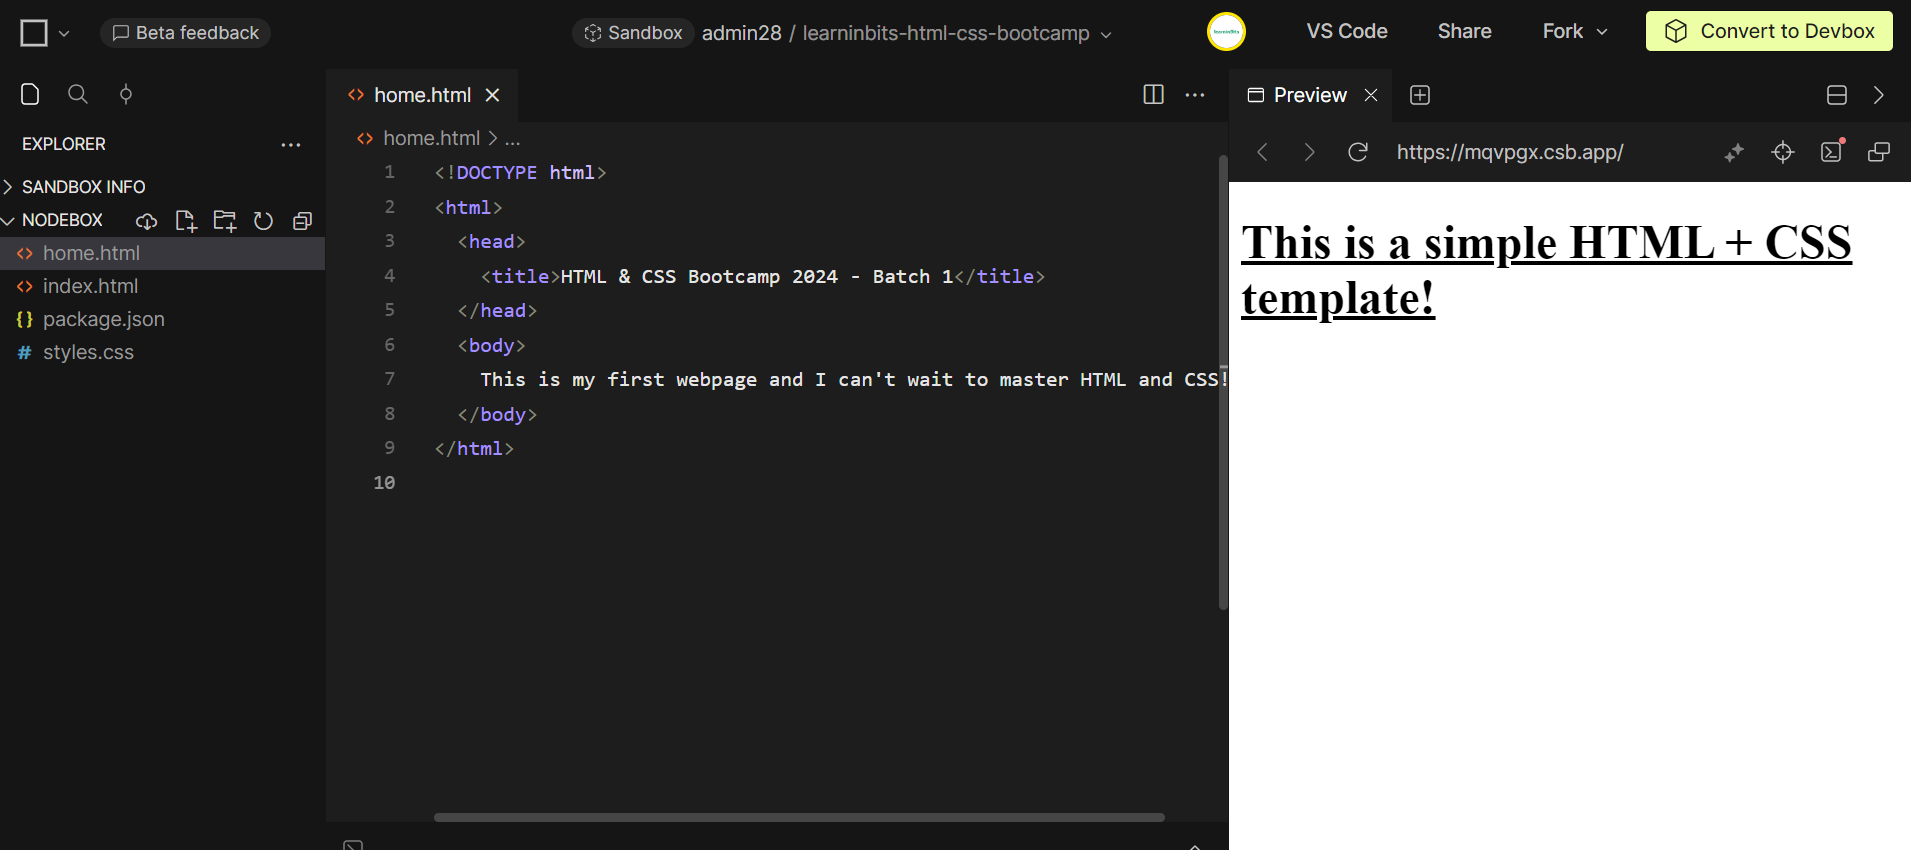 Beta feedback
Sandbox admin28 / learninbits-html-css-bootcamp
learninBits
VS Code
Share
Fork
Convert to Devbox
EXPLORER
SANDBOX INFO
NODEBOX
home.html
index.html
{} package.json
# styles.css
<> home.html
<> home.html > ...
1 <!DOCTYPE html>
2 <html>
3 <head>
4 <title>HTML & CSS Bootcamp 2024 - Batch 1</title>
5 </head>
6 <body>
7 This is my first webpage and I can't wait to master HTML and CSS!
8 </body>
9 </html>
10
Preview
https://mqvpgx.csb.app/
This is a simple HTML + CSS
template!